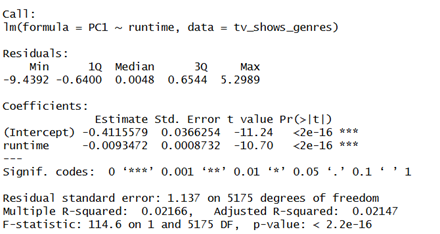 Call:
lm(formula = PC1 ~ runtime, data = tv_shows_genres)
Residuals:
Min 1Q Median 3Q Max
-9.4392 -0.6400 0.0048 0.6544 5.2989
Coefficients:
Estimate Std. Error t value Pr(>|t|)
(Intercept) -0.4115579 0.0366254 -11.24 <2e-16 ***
runtime -0.0093472 0.0008732 -10.70 <2e-16 ***
---
Signif. codes: 0 ‘***’ 0.001 ‘**’ 0.01 ‘*’ 0.05 ‘.’ 0.1 ‘ ’ 1
Residual standard error: 1.137 on 5175 degrees of freedom
Multiple R-squared: 0.02166, Adjusted R-squared: 0.02147
F-statistic: 114.6 on 1 and 5175 DF, p-value: < 2.2e-16